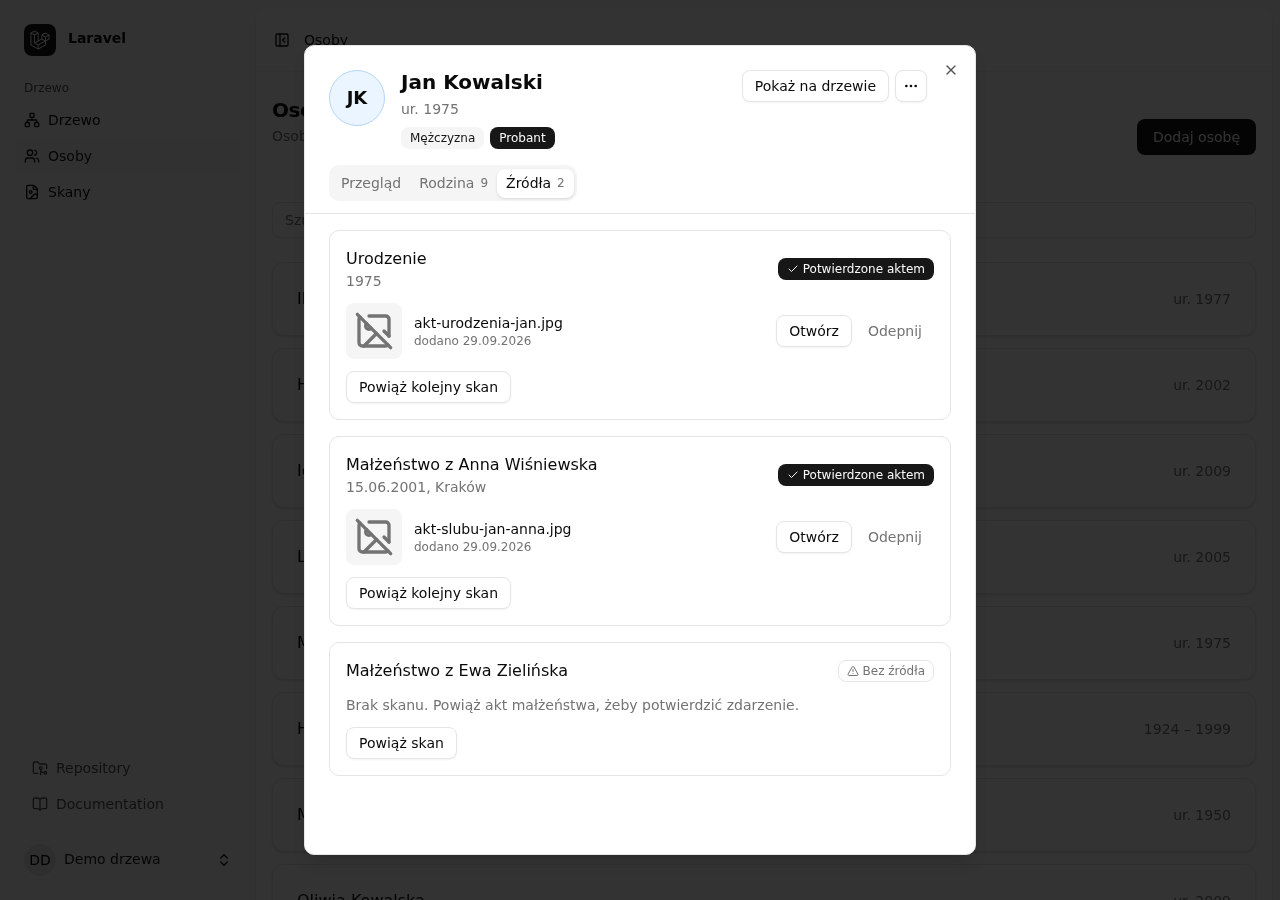 Laravel
Osoby
Drzewo
Drzewo
Osoby
Skany
Dodaj osobę
ur. 1977
ur. 2002
ur. 2009
ur. 2005
ur. 1975
1924 – 1999
ur. 1950
Oliwia Kowalska
Repository
Documentation
DD
Demo drzewa
JK
Jan Kowalski
ur. 1975
Mężczyzna
Probant
Pokaż na drzewie
Przegląd
Rodzina 9
Źródła 2
Urodzenie
1975
Potwierdzone aktem
akt-urodzenia-jan.jpg
dodano 29.09.2026
Otwórz
Odepnij
Powiąż kolejny skan
Małżeństwo z Anna Wiśniewska
15.06.2001, Kraków
Potwierdzone aktem
akt-slubu-jan-anna.jpg
dodano 29.09.2026
Otwórz
Odepnij
Powiąż kolejny skan
Małżeństwo z Ewa Zielińska
Bez źródła
Brak skanu. Powiąż akt małżeństwa, żeby potwierdzić zdarzenie.
Powiąż skan